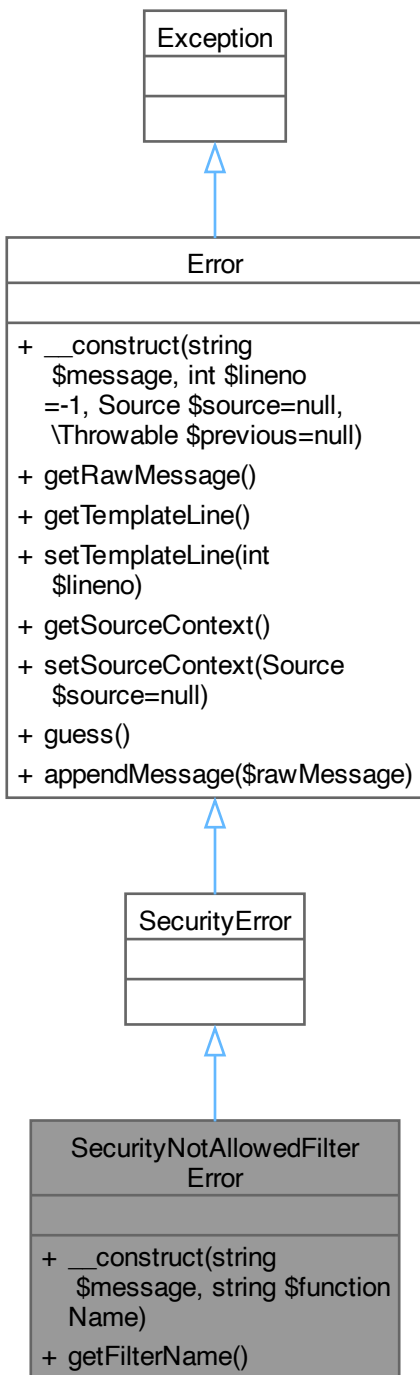 Exception
Error
+ __construct(string
$message, int $lineno
=-1, Source $source=null,
\Throwable $previous=null)
+ getRawMessage()
+ getTemplateLine()
+ setTemplateLine(int
$lineno)
+ getSourceContext()
+ setSourceContext(Source
$source=null)
+ guess()
+ appendMessage($rawMessage)
SecurityError
SecurityNotAllowedFilter
Error
+ __construct(string
$message, string $function
Name)
+ getFilterName()